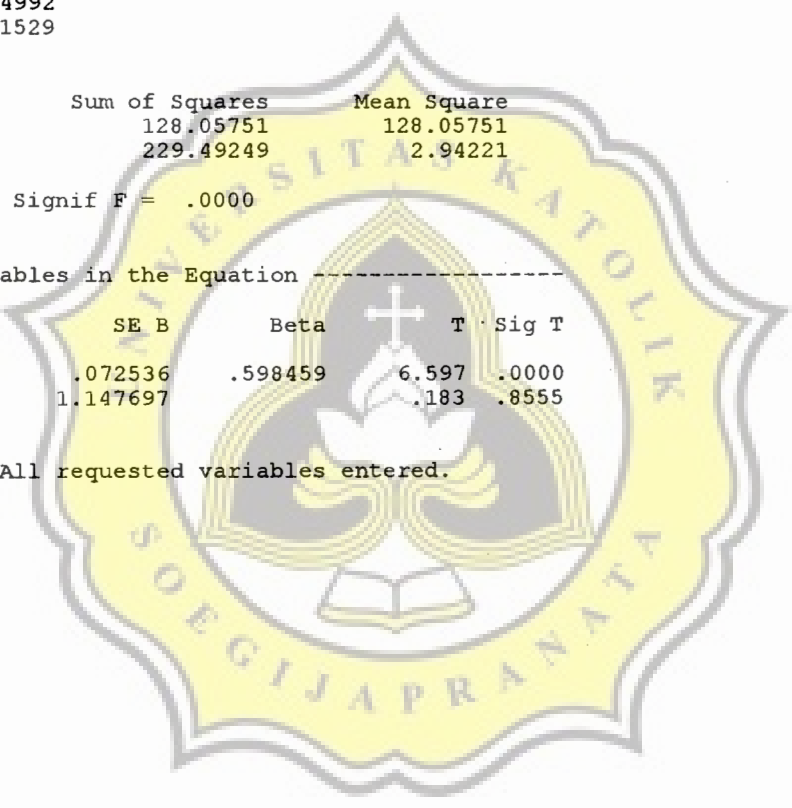 4992
1529
Sum of Squares Mean Square
128.05751 128.05751
229.49249 2.94221
Signif F = .0000
ables in the Equation ------------------
SE B Beta T Sig T
.072536 .598459 6.597 .0000
1.147697 .183 .8555
All requested variables entered.
UNIVERSITAS KATOLIK
SOEGIJAPRANATA